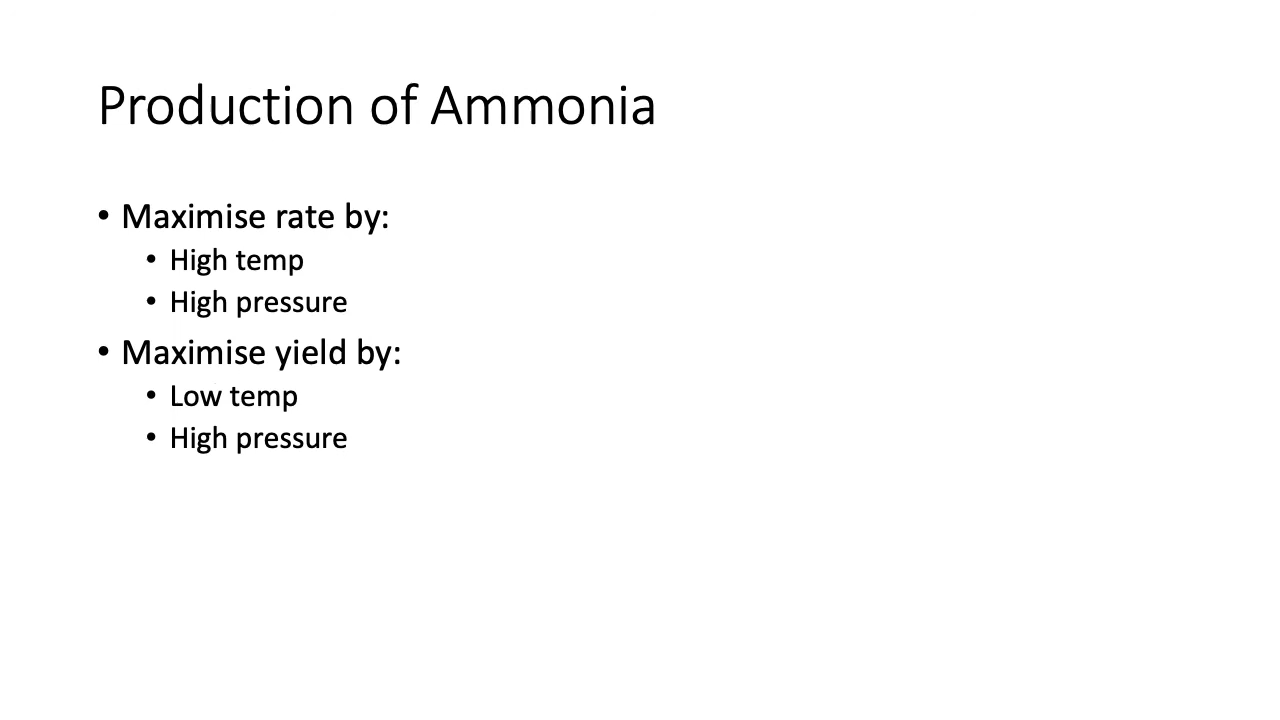 Production of Ammonia
• Maximise rate by:
• High temp
• High pressure
• Maximise yield by:
• Low temp
• High pressure